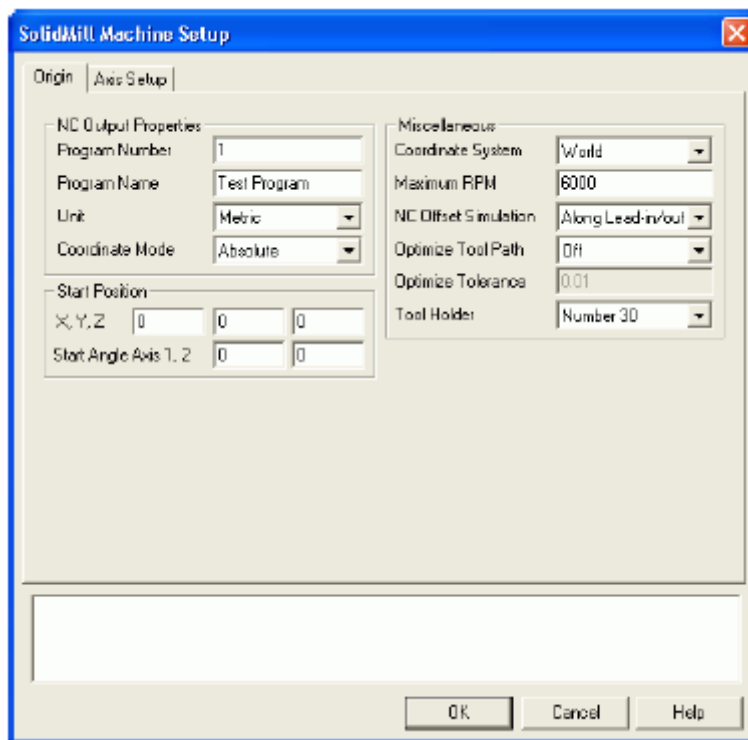 SolidMill Machine Setup
Origin
Axis Setup
NC Output Properties
Program Number 1
Program Name Test Program
Unit Metric
Coordinate Mode Absolute
Start Position
X, Y, Z 0 0 0
Start Angle Axis 1, 2 0 0
Miscellaneous
Coordinate System World
Maximum RPM 6000
NC Offset Simulation Along Lead-in/out
Optimize Tool Path Off
Optimize Tolerance 0.01
Tool Holder Number 30
OK Cancel Help